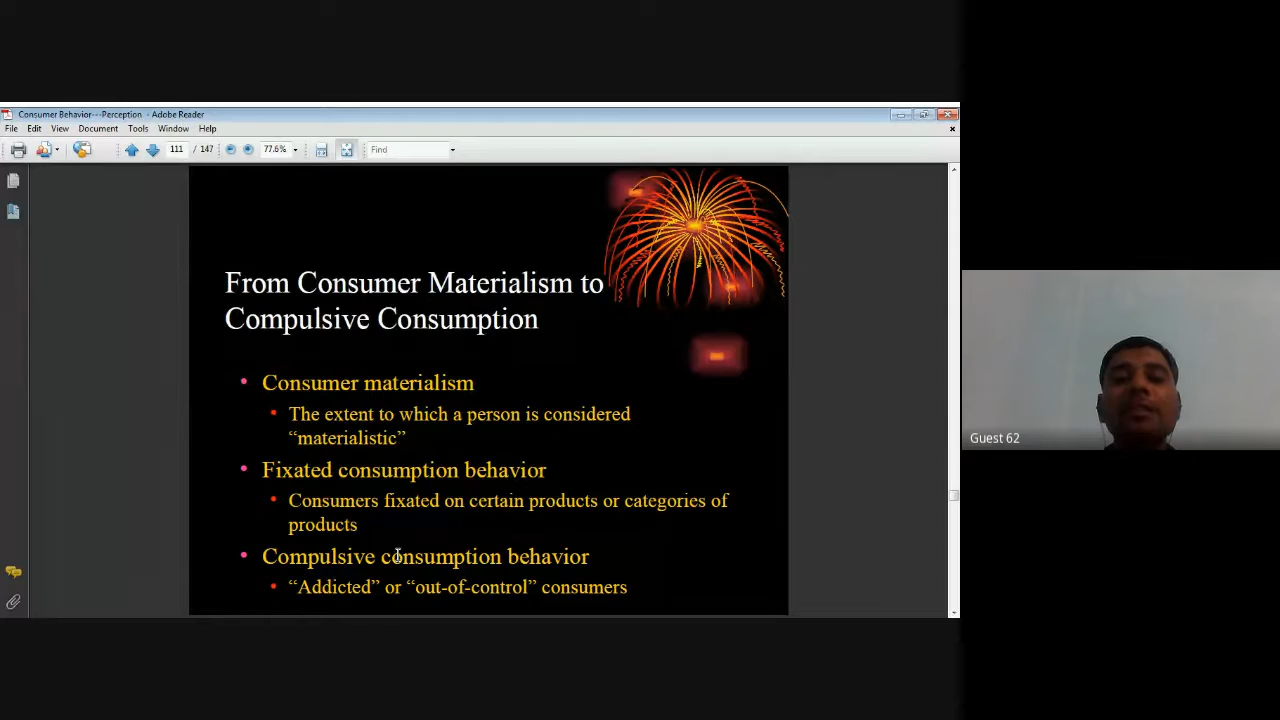 Consumer Behavior---Perception - Adobe Reader
File Edit View Document Tools Window Help
111 / 147 77.6% Find
From Consumer Materialism to
Compulsive Consumption
• Consumer materialism
• The extent to which a person is considered
“materialistic”
• Fixated consumption behavior
• Consumers fixated on certain products or categories of
products
• Compulsive consumption behavior
• “Addicted” or “out-of-control” consumers
Guest 62